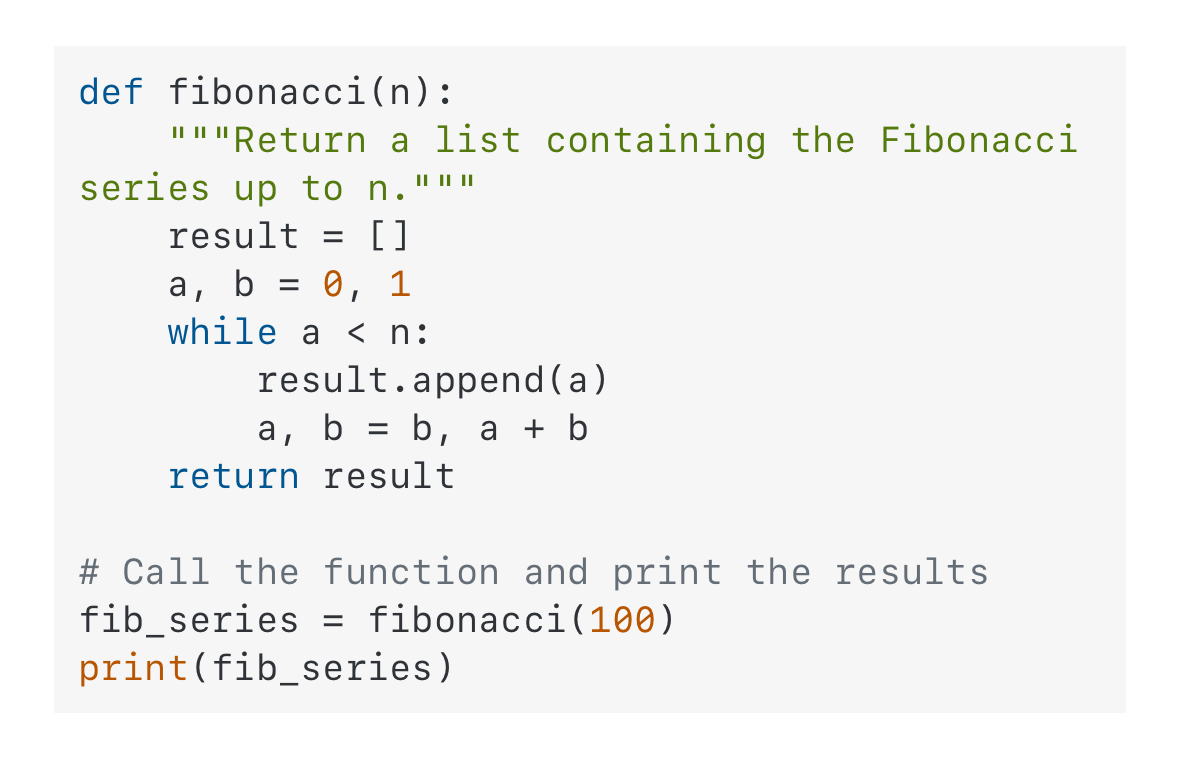 def fibonacci(n):
    """Return a list containing the Fibonacci
series up to n."""
    result = []
    a, b = 0, 1
    while a < n:
        result.append(a)
        a, b = b, a + b
    return result

# Call the function and print the results
fib_series = fibonacci(100)
print(fib_series)